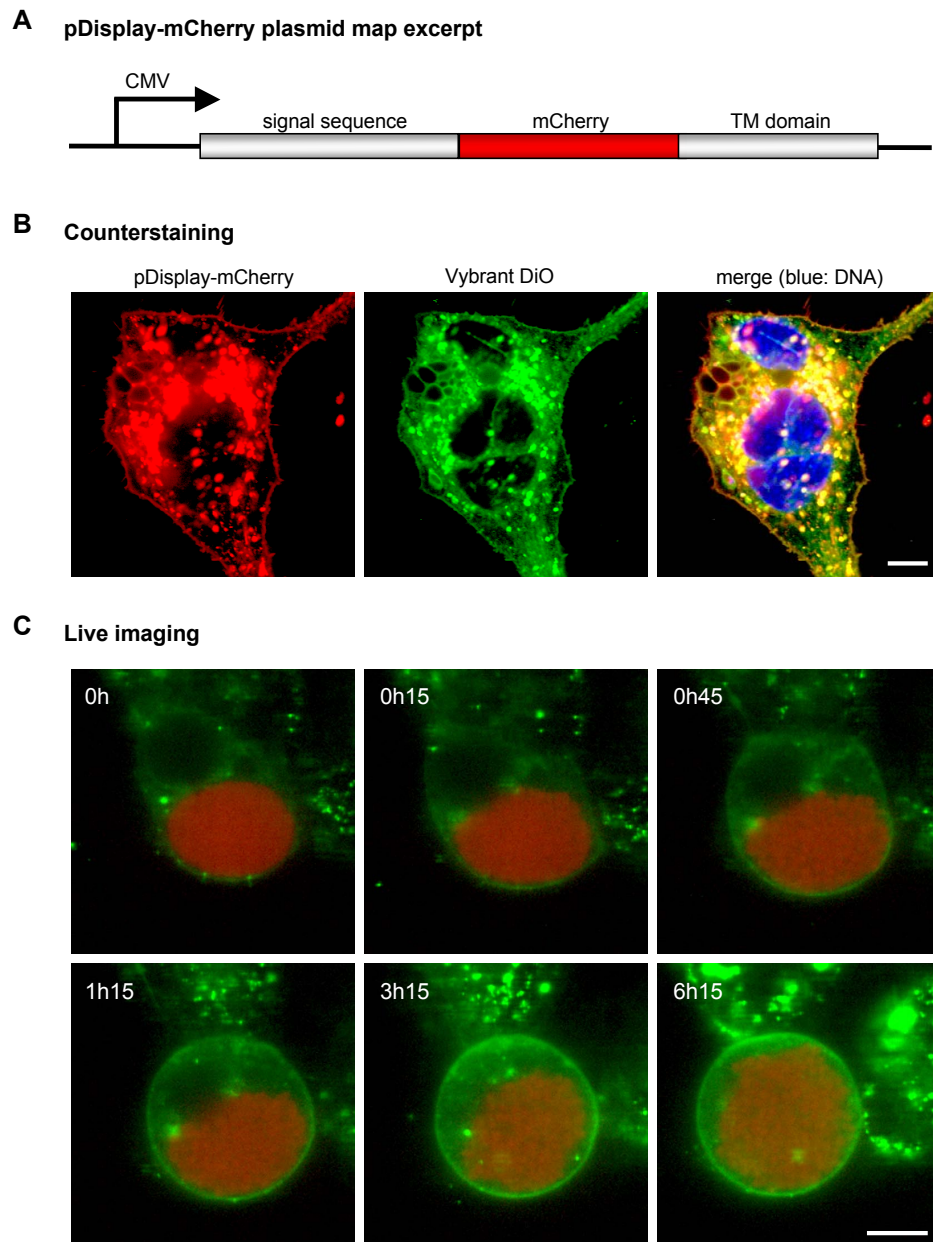 A pDisplay-mCherry plasmid map excerpt
CMV
signal sequence mCherry TM domain
B Counterstaining
pDisplay-mCherry Vybrant DiO merge (blue: DNA)
C Live imaging
0h 0h15 0h45
1h15 3h15 6h15